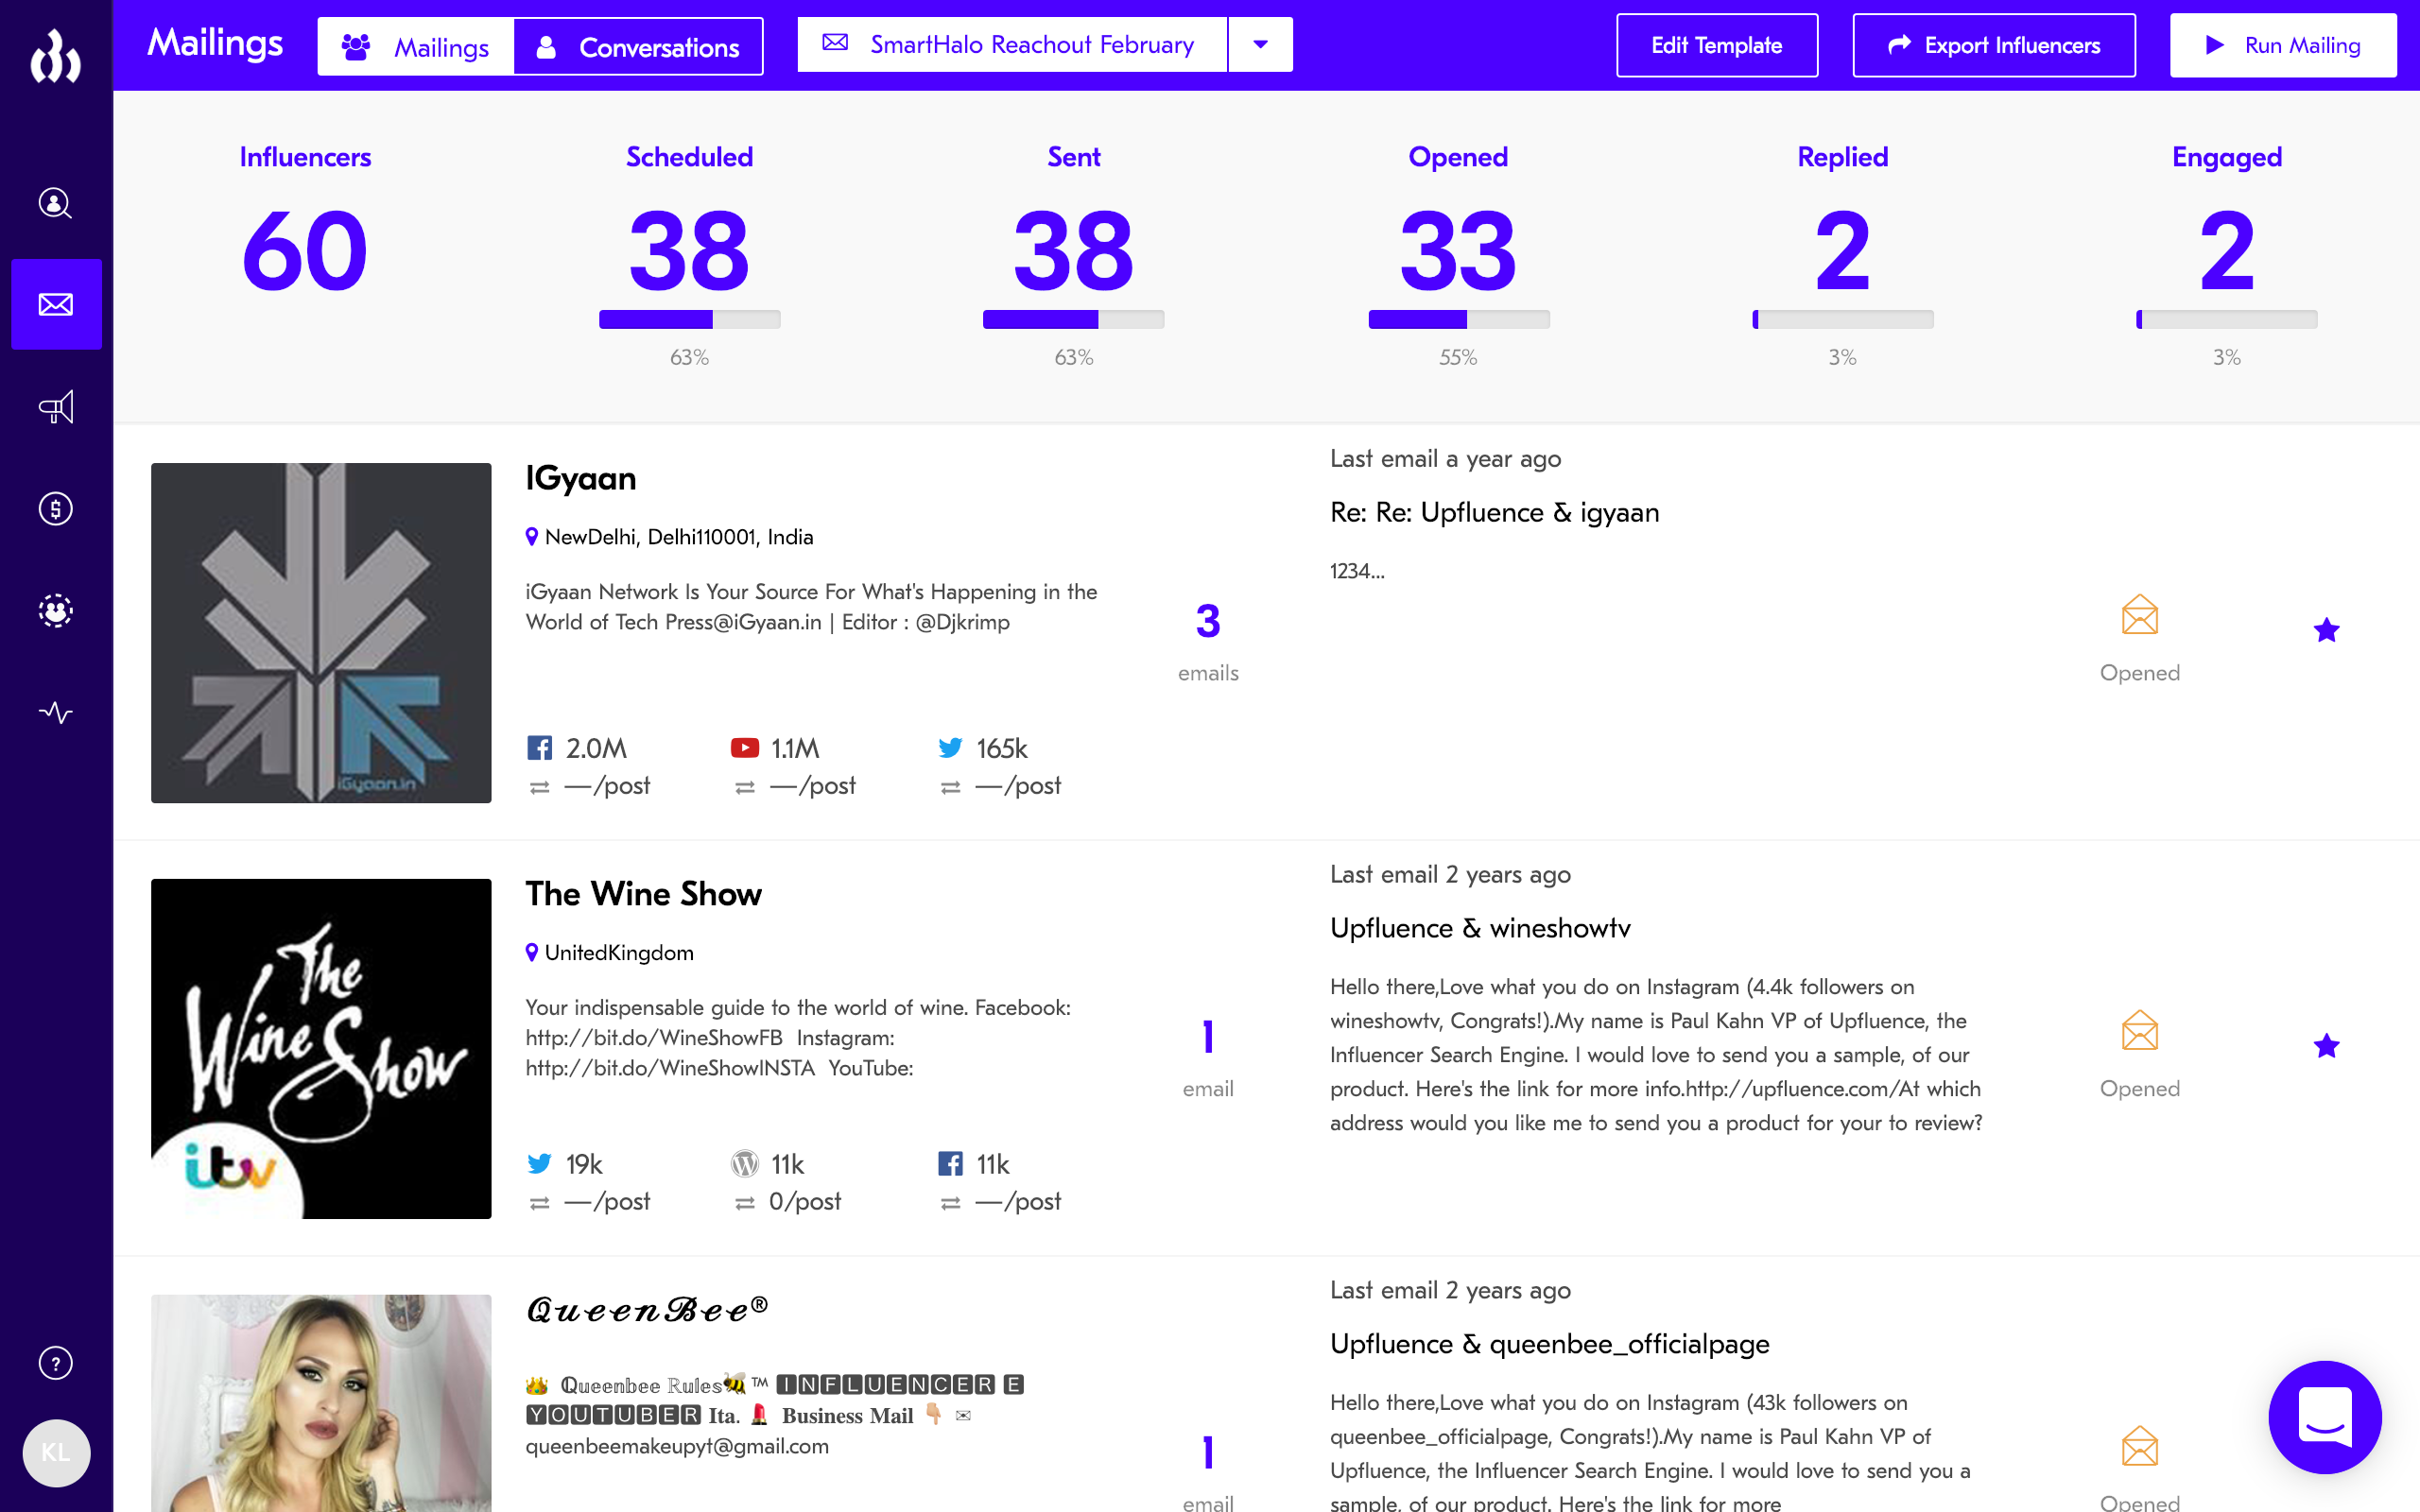 Mailings
Mailings
Conversations
SmartHalo Reachout February
Edit Template
Export Influencers
Run Mailing
Influencers
60
Scheduled
38
63%
Sent
38
63%
Opened
33
55%
Replied
2
3%
Engaged
2
3%
iGyaan.in
IGyaan
NewDelhi, Delhi110001, India
iGyaan Network Is Your Source For What's Happening in the
World of Tech Press@iGyaan.in | Editor : @Djkrimp
2.0M
—/post
1.1M
—/post
165k
—/post
3
emails
Last email a year ago
Re: Re: Upfluence & igyaan
1234...
Opened
The
Wine
Show
itv
The Wine Show
UnitedKingdom
Your indispensable guide to the world of wine. Facebook:
http://bit.do/WineShowFB Instagram:
http://bit.do/WineShowINSTA YouTube:
19k
—/post
11k
0/post
11k
—/post
1
email
Last email 2 years ago
Upfluence & wineshowtv
Hello there,Love what you do on Instagram (4.4k followers on
wineshowtv, Congrats!).My name is Paul Kahn VP of Upfluence, the
Influencer Search Engine. I would love to send you a sample, of our
product. Here's the link for more info.http://upfluence.com/At which
address would you like me to send you a product for your to review?
Opened
𝓠𝓾𝓮𝓮𝓷𝓑𝓮𝓮®
👑 ℚ𝕦𝕖𝕖𝕟𝕓𝕖𝕖 ℝ𝕦𝕝𝕖𝕤🐝™ 🅸🅽🅵🅻🆄🅴🅽🅲🅴🆁 🅴
🆈🅾🆄🆃🆄🅱🅴🆁 𝐈𝐭𝐚. 💄 𝐁𝐮𝐬𝐢𝐧𝐞𝐬𝐬 𝐌𝐚𝐢𝐥 👇🏼 ✉
queenbeemakeupyt@gmail.com
1
email
Last email 2 years ago
Upfluence & queenbee_officialpage
Hello there,Love what you do on Instagram (43k followers on
queenbee_officialpage, Congrats!).My name is Paul Kahn VP of
Upfluence, the Influencer Search Engine. I would love to send you a
sample, of our product. Here's the link for more
Opened
?
KL